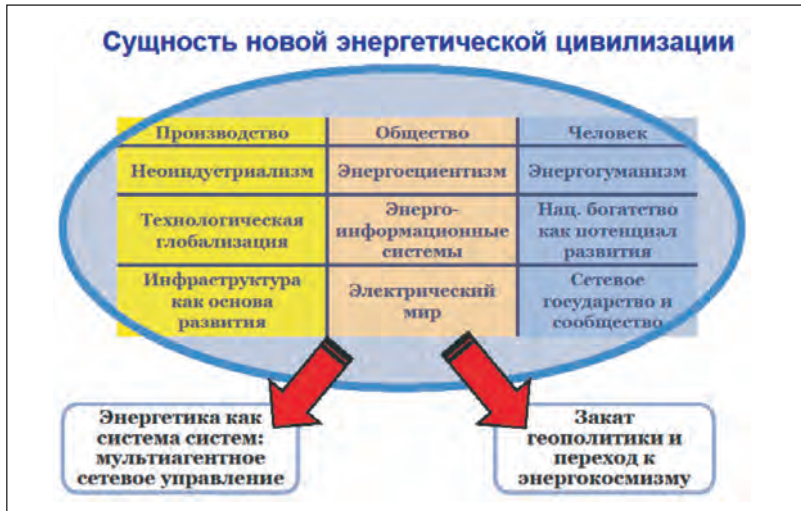 Сущность новой энергетической цивилизации
Производство
Общество
Человек
Неоиндустриализм
Энергосциентизм
Энергогуманизм
Технологическая
глобализация
Энерго-
информационные
системы
Нац. богатство
как потенциал
развития
Инфраструктура
как основа
развития
Электрический
мир
Сетевое
государство и
сообщество
Энергетика как
система систем:
мультиагентное
сетевое управление
Закат
геополитики и
переход к
энергокосмизму